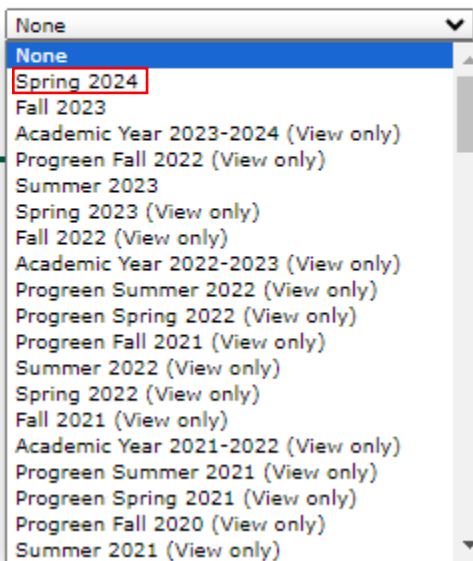 None
None
Spring 2024
Fall 2023
Academic Year 2023-2024 (View only)
Progreen Fall 2022 (View only)
Summer 2023
Spring 2023 (View only)
Fall 2022 (View only)
Academic Year 2022-2023 (View only)
Progreen Summer 2022 (View only)
Progreen Spring 2022 (View only)
Progreen Fall 2021 (View only)
Summer 2022 (View only)
Spring 2022 (View only)
Fall 2021 (View only)
Academic Year 2021-2022 (View only)
Progreen Summer 2021 (View only)
Progreen Spring 2021 (View only)
Progreen Fall 2020 (View only)
Summer 2021 (View only)